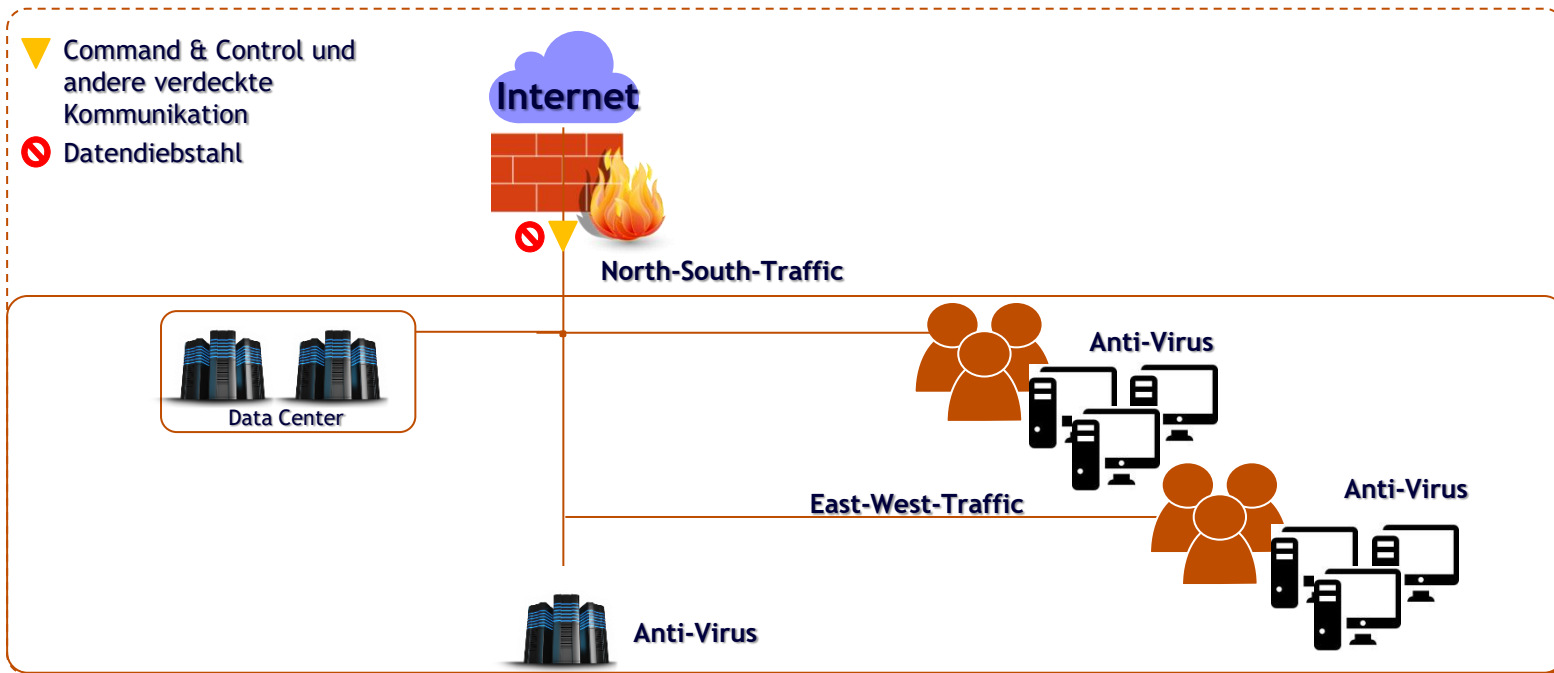 Command & Control und
andere verdeckte
Kommunikation
Datendiebstahl
Internet
North-South-Traffic
Data Center
Anti-Virus
East-West-Traffic
Anti-Virus
Anti-Virus